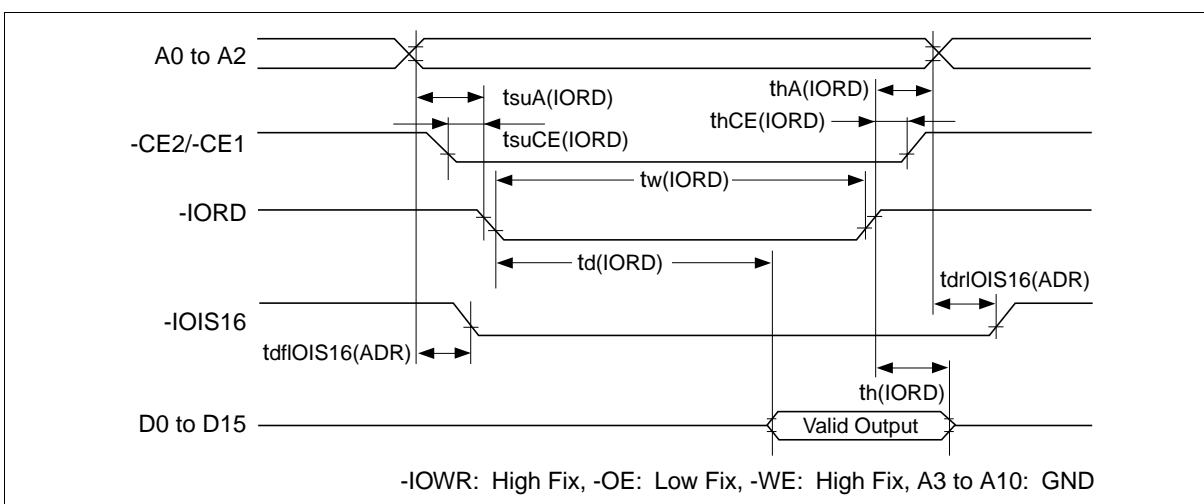 A0 to A2
tsuA(IORD)
thA(IORD)
tsuCE(IORD)
thCE(IORD)
-CE2/-CE1
tw(IORD)
-IORD
td(IORD)
tdrIOIS16(ADR)
-IOIS16
tdfIOIS16(ADR)
th(IORD)
D0 to D15
Valid Output
-IOWR: High Fix, -OE: Low Fix, -WE: High Fix, A3 to A10: GND